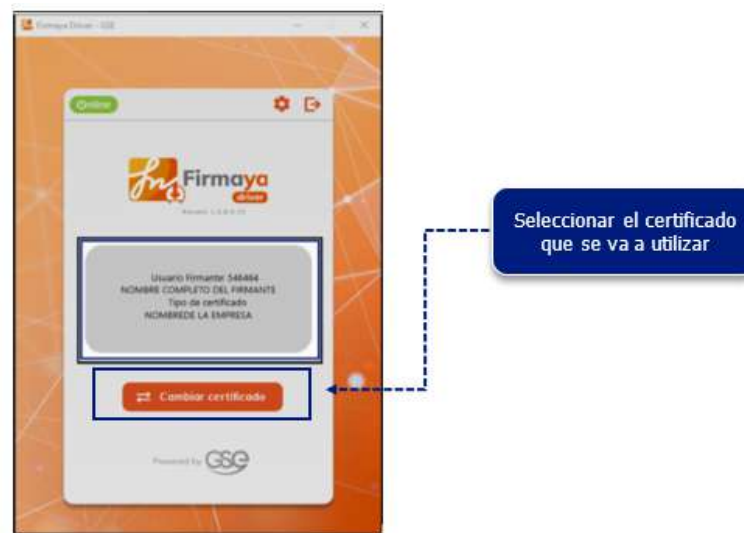 Firmaya Driver - GSE
Online
Firmaya
driver
Usuario Firmante: 546464
NOMBRE COMPLETO DEL FIRMANTE
Tipo de certificado
NOMBREDE LA EMPRESA
Cambiar certificado
Powered by GSE
Seleccionar el certificado
que se va a utilizar